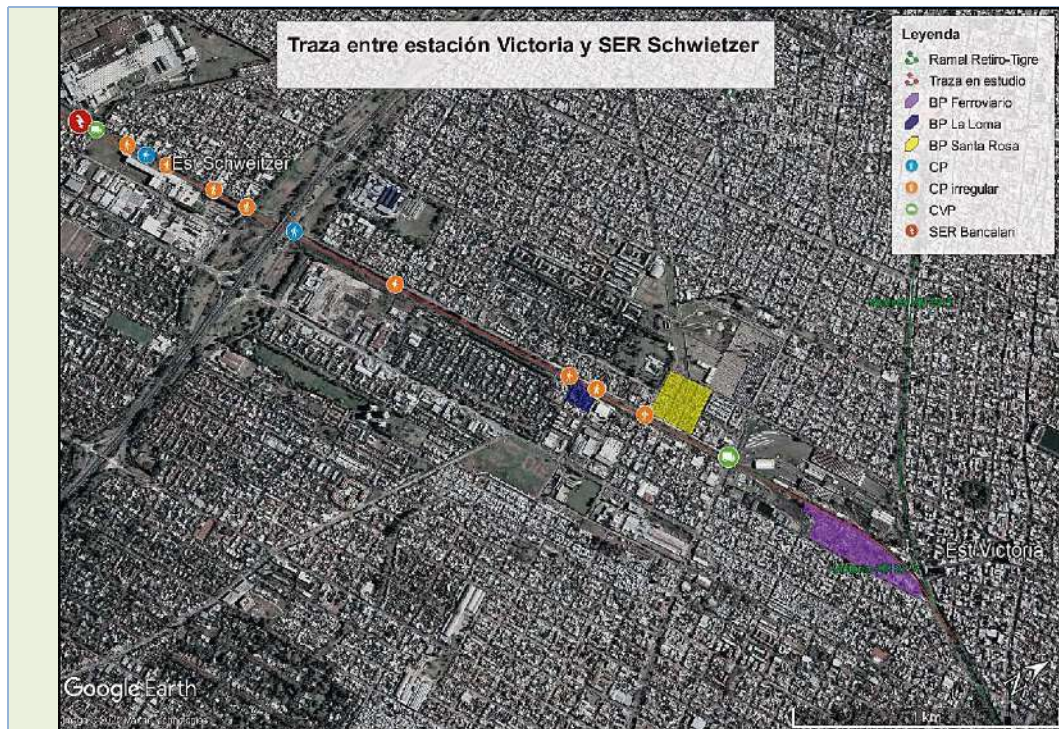 Traza entre estación Victoria y SER Schwietzer
Leyenda
Ramal Retiro-Tigre
Traza en estudio
BP Ferroviario
BP La Loma
BP Santa Rosa
CP
CP irregular
CVP
SER Bancalari
Est Schweitzer
Est Victoria
Google Earth
1 km